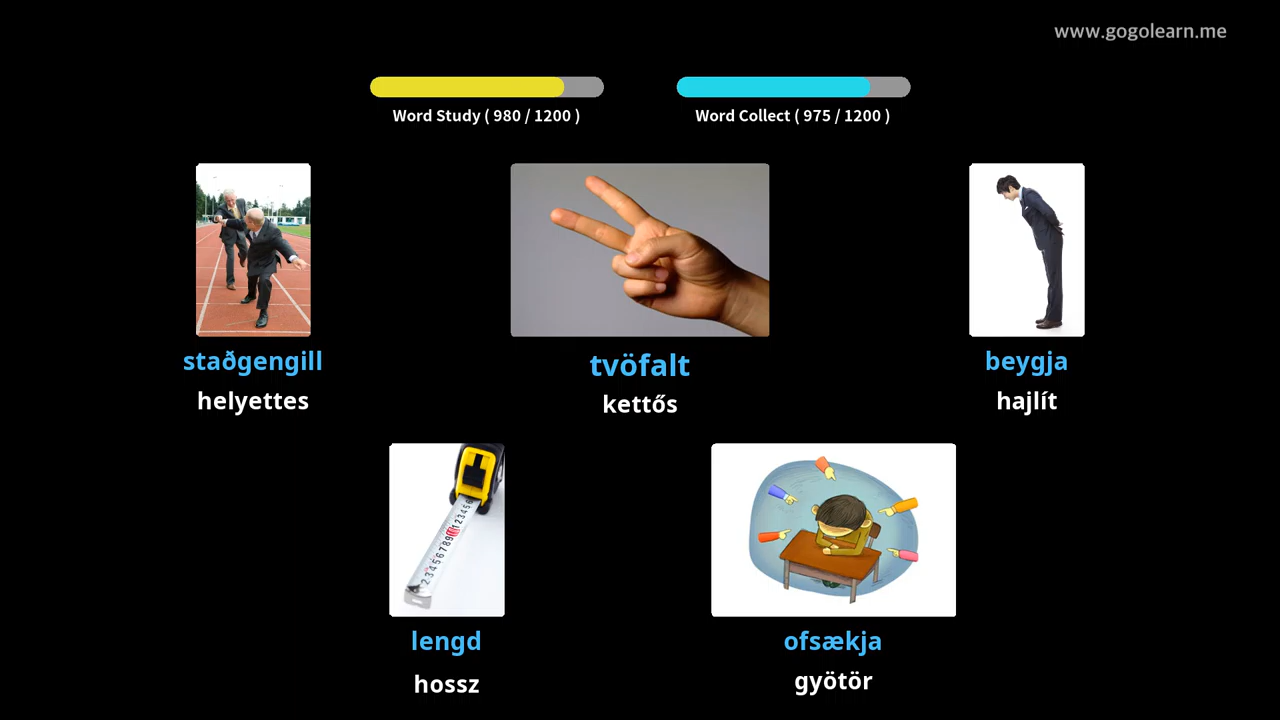 www.gogolearn.me
Word Study ( 980 / 1200 )
Word Collect ( 975 / 1200 )
staðgengill
helyettes
tvöfalt
kettős
beygja
hajlít
lengd
hossz
ofsækja
gyötör